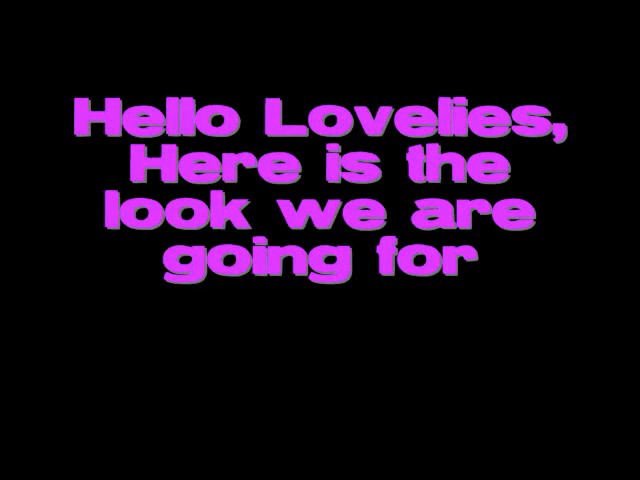 Hello Lovelies,
Here is the
look we are
going for